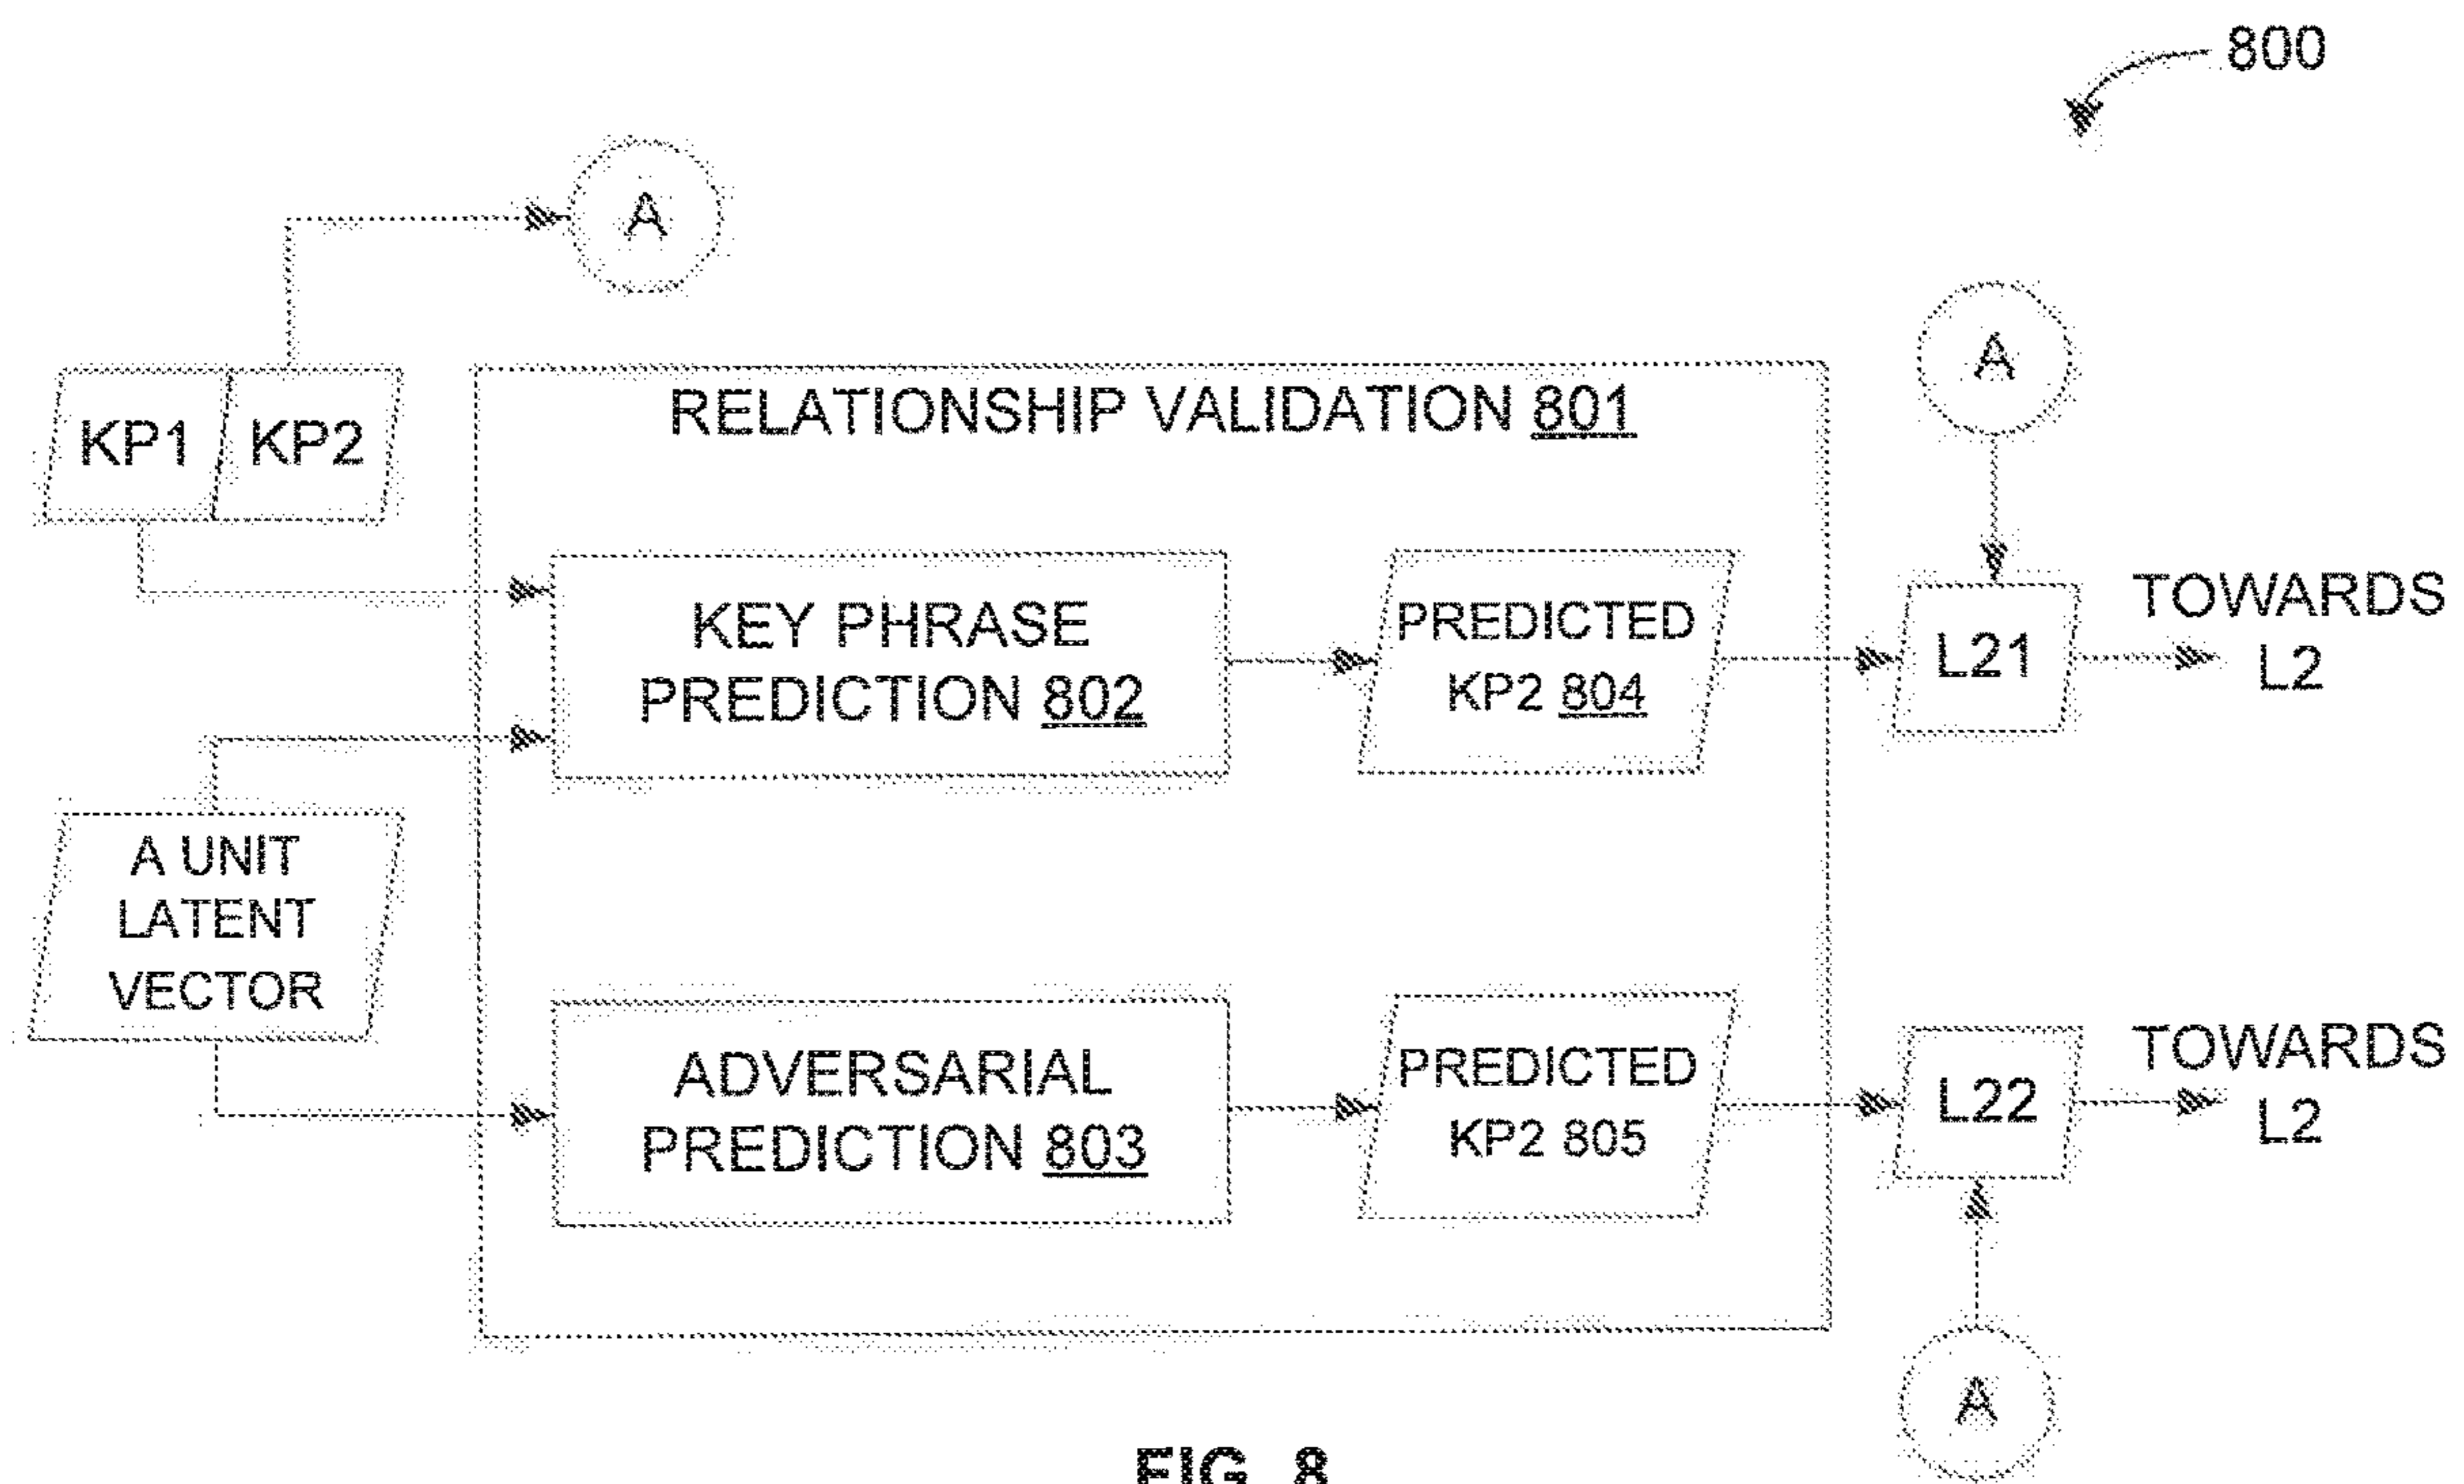 800
A
A
KP1 KP2
RELATIONSHIP VALIDATION 801
KEY PHRASE
PREDICTION 802
PREDICTED
KP2 804
L21
TOWARDS
L2
A UNIT
LATENT
VECTOR
ADVERSARIAL
PREDICTION 803
PREDICTED
KP2 805
L22
TOWARDS
L2
A
FIG. 8